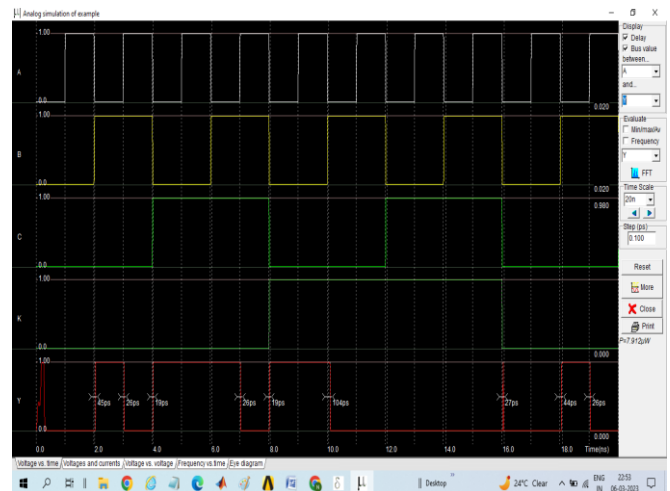 Analog simulation of example
1.00
A
0.0
0.020
1.00
B
0.0
0.020
1.00
0.980
C
0.0
1.00
K
0.0
0.000
1.00
Y
45ps 26ps 19ps 26ps 19ps 104ps 27ps 44ps 26ps
0.000
0.0 2.0 4.0 6.0 8.0 10.0 12.0 14.0 16.0 18.0 Time(ns)
Voltage vs. time Voltages and currents Voltage vs. voltage Frequency vs.time Eye diagram
Display
Delay
Bus value
between...
A
and...
Evaluate
Min/max/Av
Frequency
Y
FFT
Time Scale
20n
Step (ps)
0.100
Reset
More
Close
Print
P=7.912µW
Desktop
24°C Clear
ENG
IN
22:53
06-03-2023